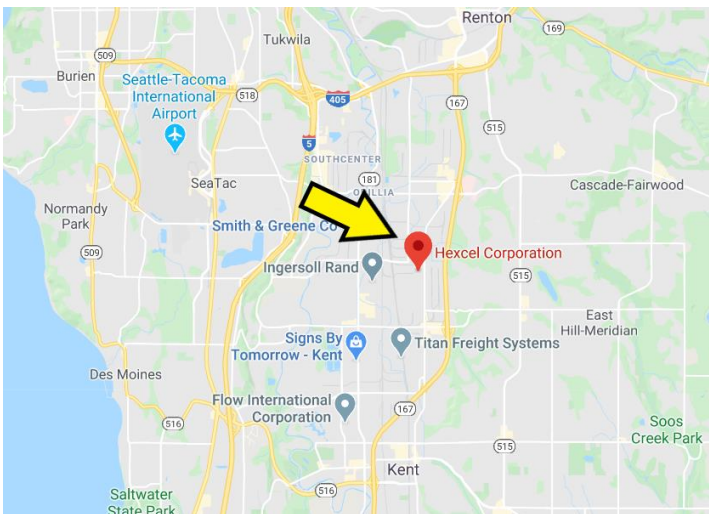 Renton
169
Tukwila
509
Burien
Seattle-Tacoma
International
Airport
518
405
167
5
515
SOUTHCENTER
181
SeaTac
Cascade-Fairwood
Normandy
Park
Smith & Greene Co
Hexcel Corporation
509
Ingersoll Rand
515
East
Hill-Meridian
Signs By
Tomorrow - Kent
Titan Freight Systems
Des Moines
Flow International
Corporation
167
516
Soos
Creek Park
515
Kent
516
Saltwater
State Park